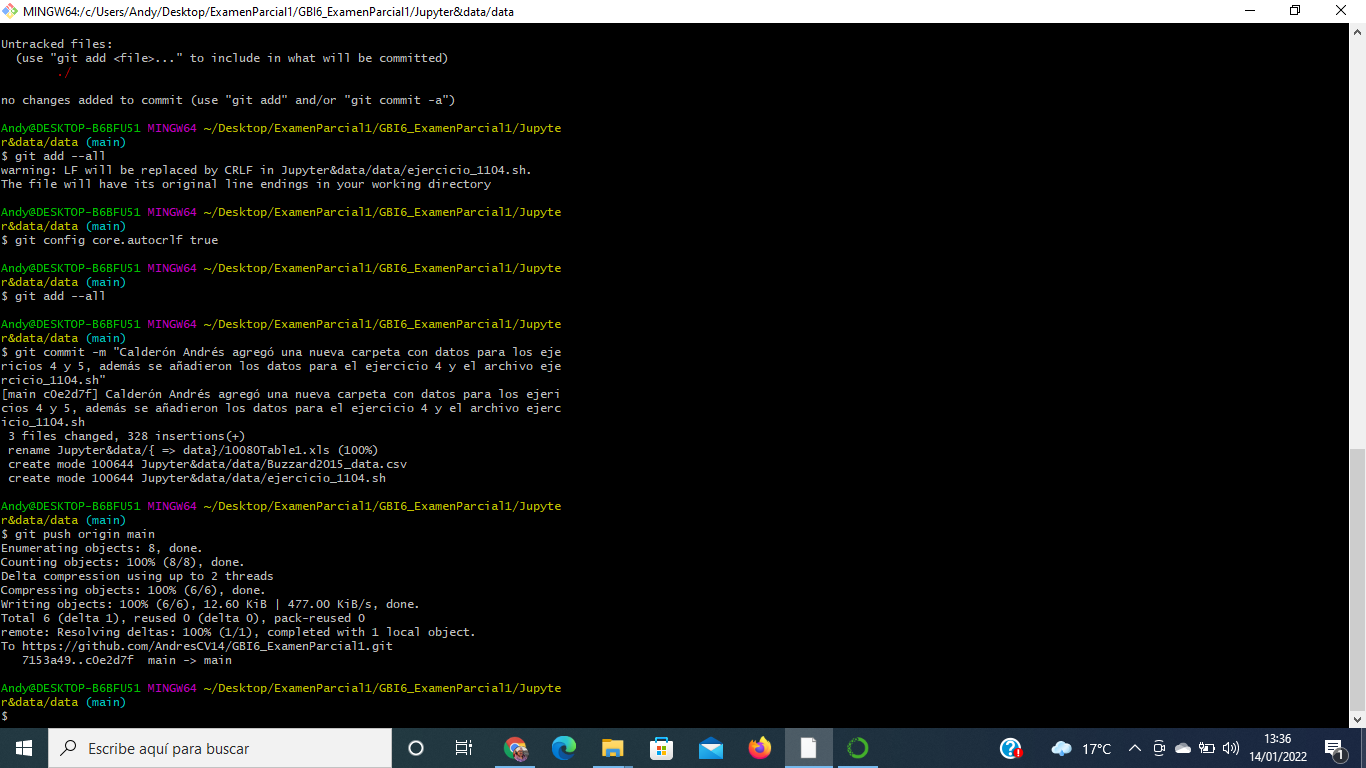 MINGW64:/c/Users/Andy/Desktop/ExamenParcial1/GBI6_ExamenParcial1/Jupyter&data/data
Untracked files:
(use "git add <file>..." to include in what will be committed)
./
no changes added to commit (use "git add" and/or "git commit -a")
Andy@DESKTOP-B6BFU51 MINGW64 ~/Desktop/ExamenParcial1/GBI6_ExamenParcial1/Jupyte
r&data/data (main)
$ git add --all
warning: LF will be replaced by CRLF in Jupyter&data/data/ejercicio_1104.sh.
The file will have its original line endings in your working directory
Andy@DESKTOP-B6BFU51 MINGW64 ~/Desktop/ExamenParcial1/GBI6_ExamenParcial1/Jupyte
r&data/data (main)
$ git config core.autocrlf true
Andy@DESKTOP-B6BFU51 MINGW64 ~/Desktop/ExamenParcial1/GBI6_ExamenParcial1/Jupyte
r&data/data (main)
$ git add --all
Andy@DESKTOP-B6BFU51 MINGW64 ~/Desktop/ExamenParcial1/GBI6_ExamenParcial1/Jupyte
r&data/data (main)
$ git commit -m "Calderón Andrés agregó una nueva carpeta con datos para los eje
ricios 4 y 5, además se añadieron los datos para el ejercicio 4 y el archivo eje
rcicio_1104.sh"
[main c0e2d7f] Calderón Andrés agregó una nueva carpeta con datos para los ejeri
cios 4 y 5, además se añadieron los datos para el ejercicio 4 y el archivo ejerc
icio_1104.sh
3 files changed, 328 insertions(+)
rename Jupyter&data/{ => data}/10080Table1.xls (100%)
create mode 100644 Jupyter&data/data/Buzzard2015_data.csv
create mode 100644 Jupyter&data/data/ejercicio_1104.sh
Andy@DESKTOP-B6BFU51 MINGW64 ~/Desktop/ExamenParcial1/GBI6_ExamenParcial1/Jupyte
r&data/data (main)
$ git push origin main
Enumerating objects: 8, done.
Counting objects: 100% (8/8), done.
Delta compression using up to 2 threads
Compressing objects: 100% (6/6), done.
Writing objects: 100% (6/6), 12.60 KiB | 477.00 KiB/s, done.
Total 6 (delta 1), reused 0 (delta 0), pack-reused 0
remote: Resolving deltas: 100% (1/1), completed with 1 local object.
To https://github.com/AndresCV14/GBI6_ExamenParcial1.git
7153a49..c0e2d7f  main -> main
Andy@DESKTOP-B6BFU51 MINGW64 ~/Desktop/ExamenParcial1/GBI6_ExamenParcial1/Jupyte
r&data/data (main)
$
Escribe aquí para buscar
17°C
13:36
14/01/2022
1